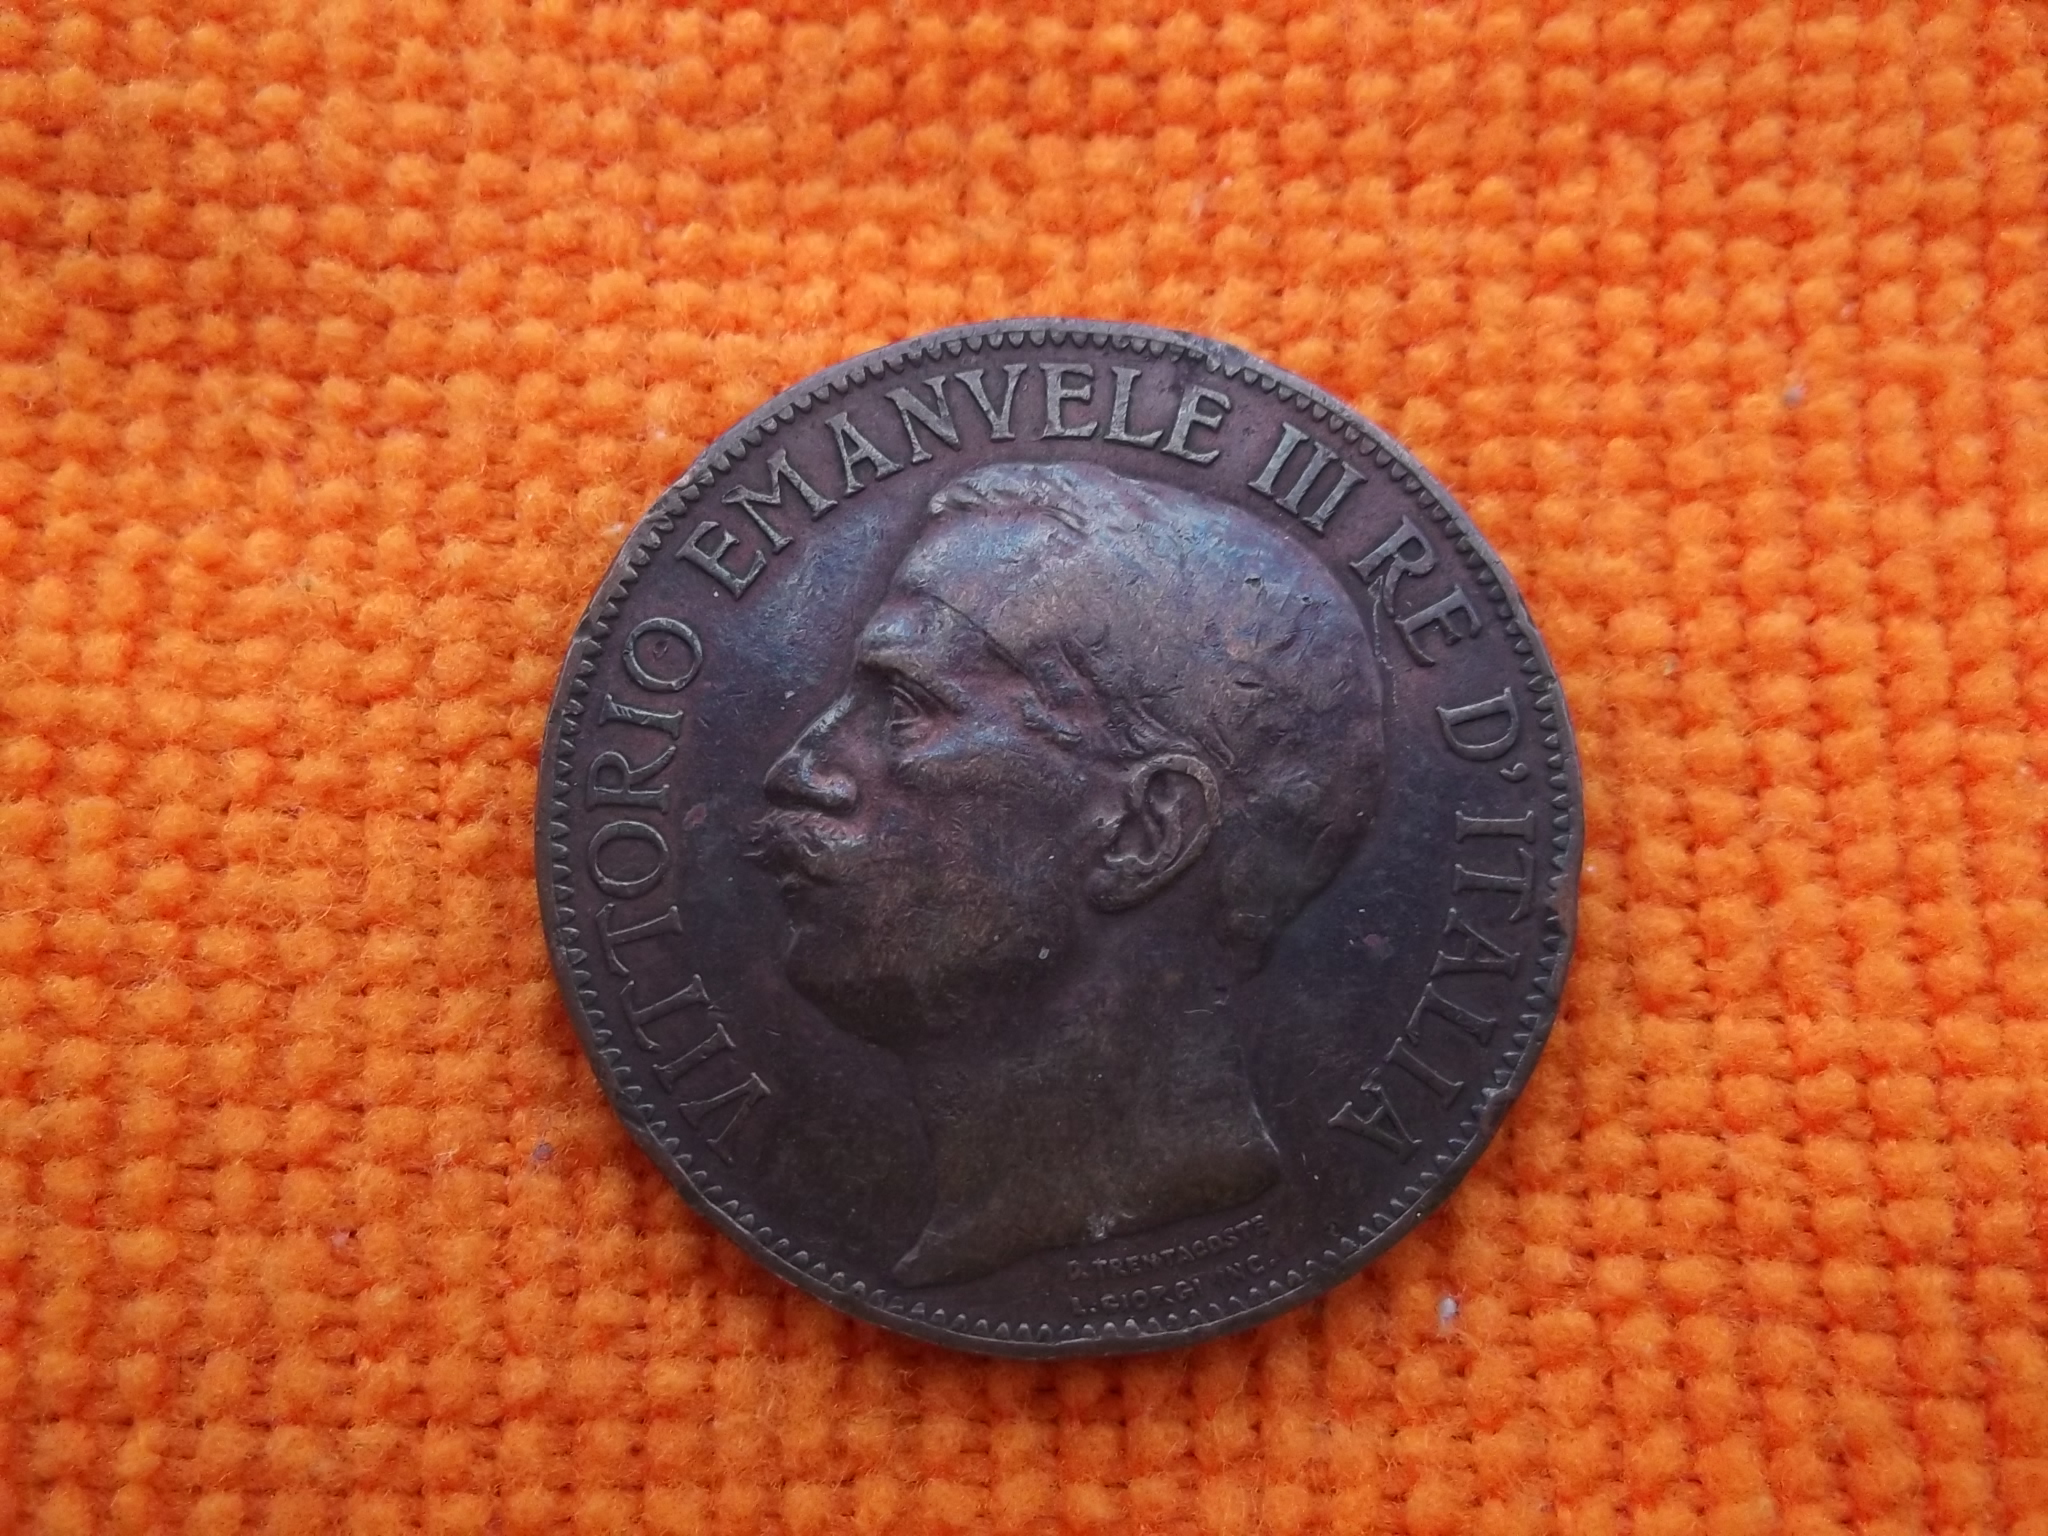 VITTORIO EMANVELE III RE D'ITALIA
D. TRENTACOSTE
L. GIORGI INC.